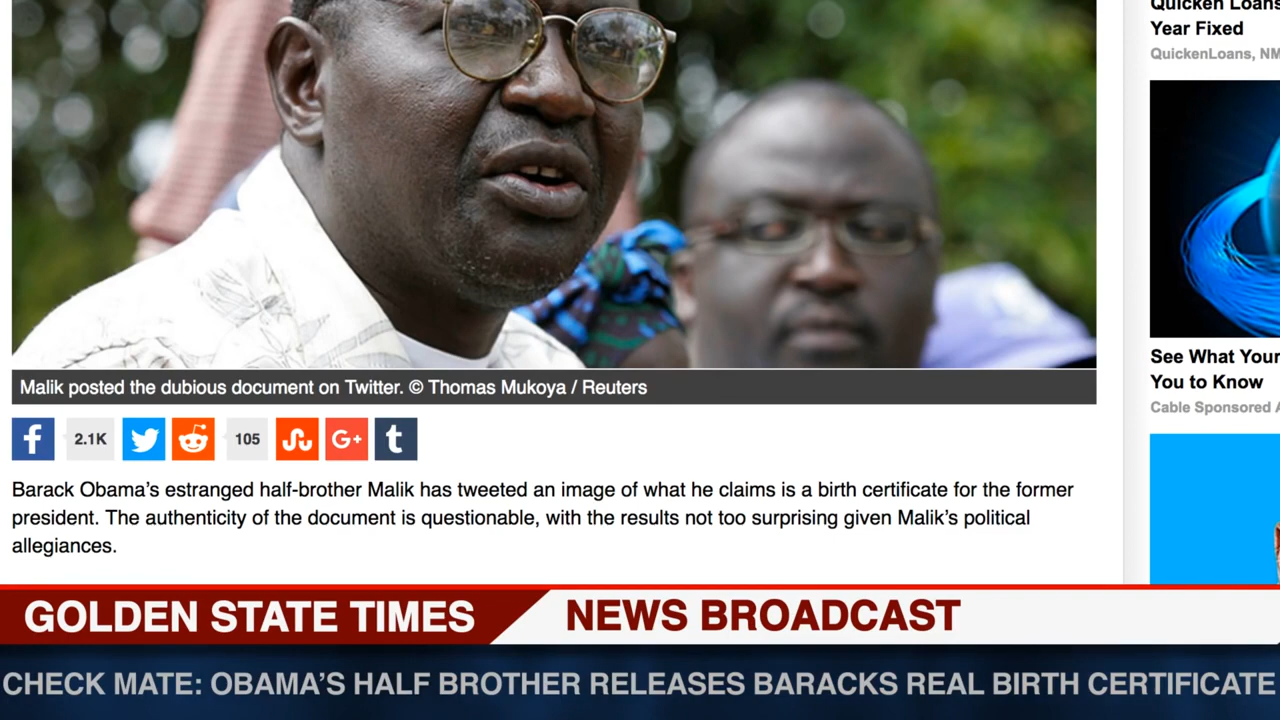 Quicken Loans
Year Fixed
QuickenLoans, NM
Malik posted the dubious document on Twitter. © Thomas Mukoya / Reuters
See What Your
You to Know
Cable Sponsored
f 2.1K 105 G+ t
Barack Obama’s estranged half-brother Malik has tweeted an image of what he claims is a birth certificate for the former
president. The authenticity of the document is questionable, with the results not too surprising given Malik’s political
allegiances.
GOLDEN STATE TIMES NEWS BROADCAST
CHECK MATE: OBAMA’S HALF BROTHER RELEASES BARACKS REAL BIRTH CERTIFICATE